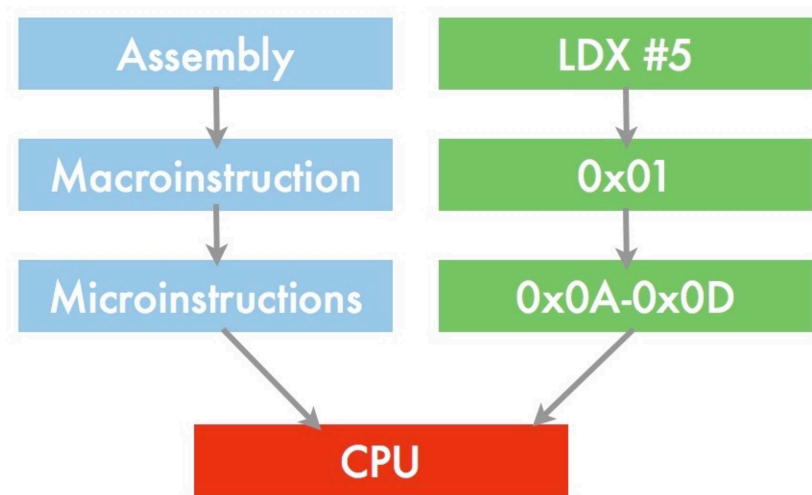 Assembly
LDX #5
Macroinstruction
0x01
Microinstructions
0x0A-0x0D
CPU